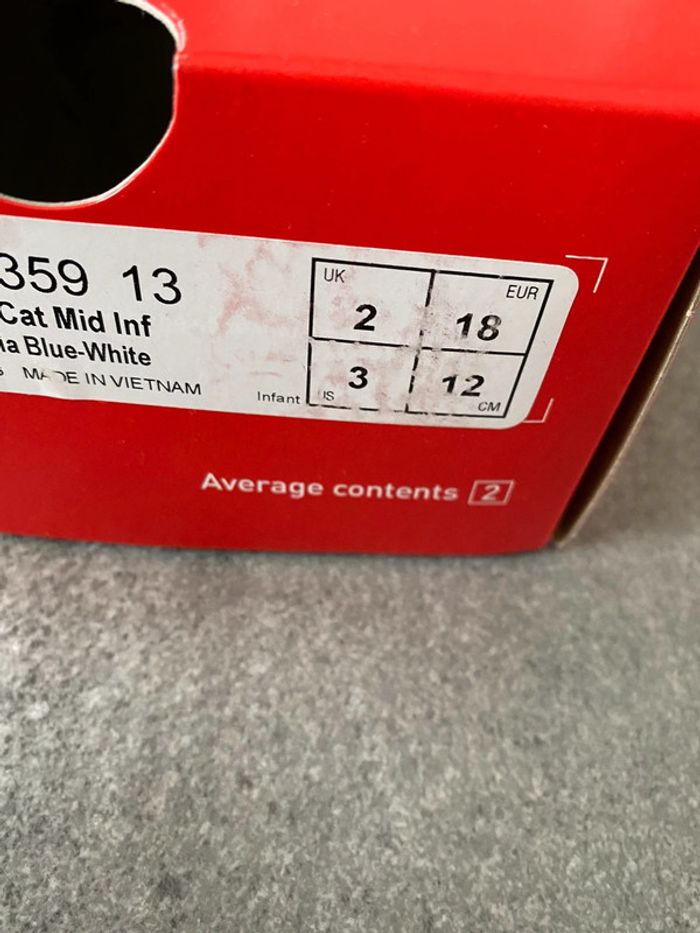 359 13
Cat Mid Inf
Blue-White
MADE IN VIETNAM
Infant
UK
2
EUR
18
US
3
12
CM
Average contents 2